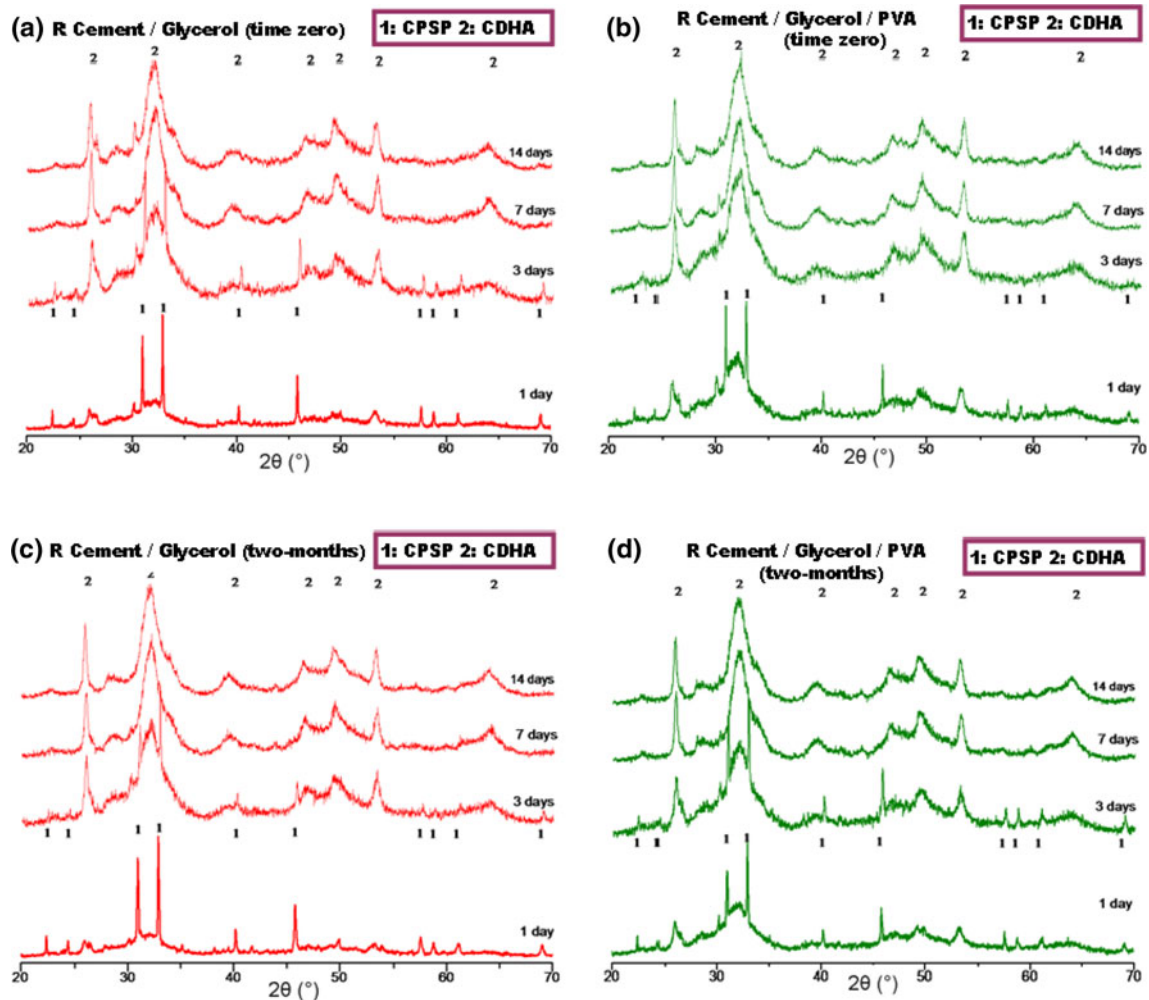 (a) R Cement / Glycerol (time zero) 1: CPSP 2: CDHA
2 2 2 2 2 2 2
14 days
7 days
3 days
1 1 1 1 1 1 1 1 1 1
1 day
20 30 40 50 60 70
2θ (°)
(b) R Cement / Glycerol / PVA 1: CPSP 2: CDHA
(time zero)
2 2 2 2 2 2 2
14 days
7 days
3 days
1 1 1 1 1 1 1 1 1 1
1 day
20 30 40 50 60 70
2θ (°)
(c) R Cement / Glycerol (two-months) 1: CPSP 2: CDHA
2 2 2 2 2 2 2
14 days
7 days
3 days
1 1 1 1 1 1 1 1 1 1
1 day
20 30 40 50 60 70
2θ (°)
(d) R Cement / Glycerol / PVA 1: CPSP 2: CDHA
(two-months)
2 2 2 2 2 2 2
14 days
7 days
3 days
1 1 1 1 1 1 1 1 1 1
1 day
20 30 40 50 60 70
2θ (°)